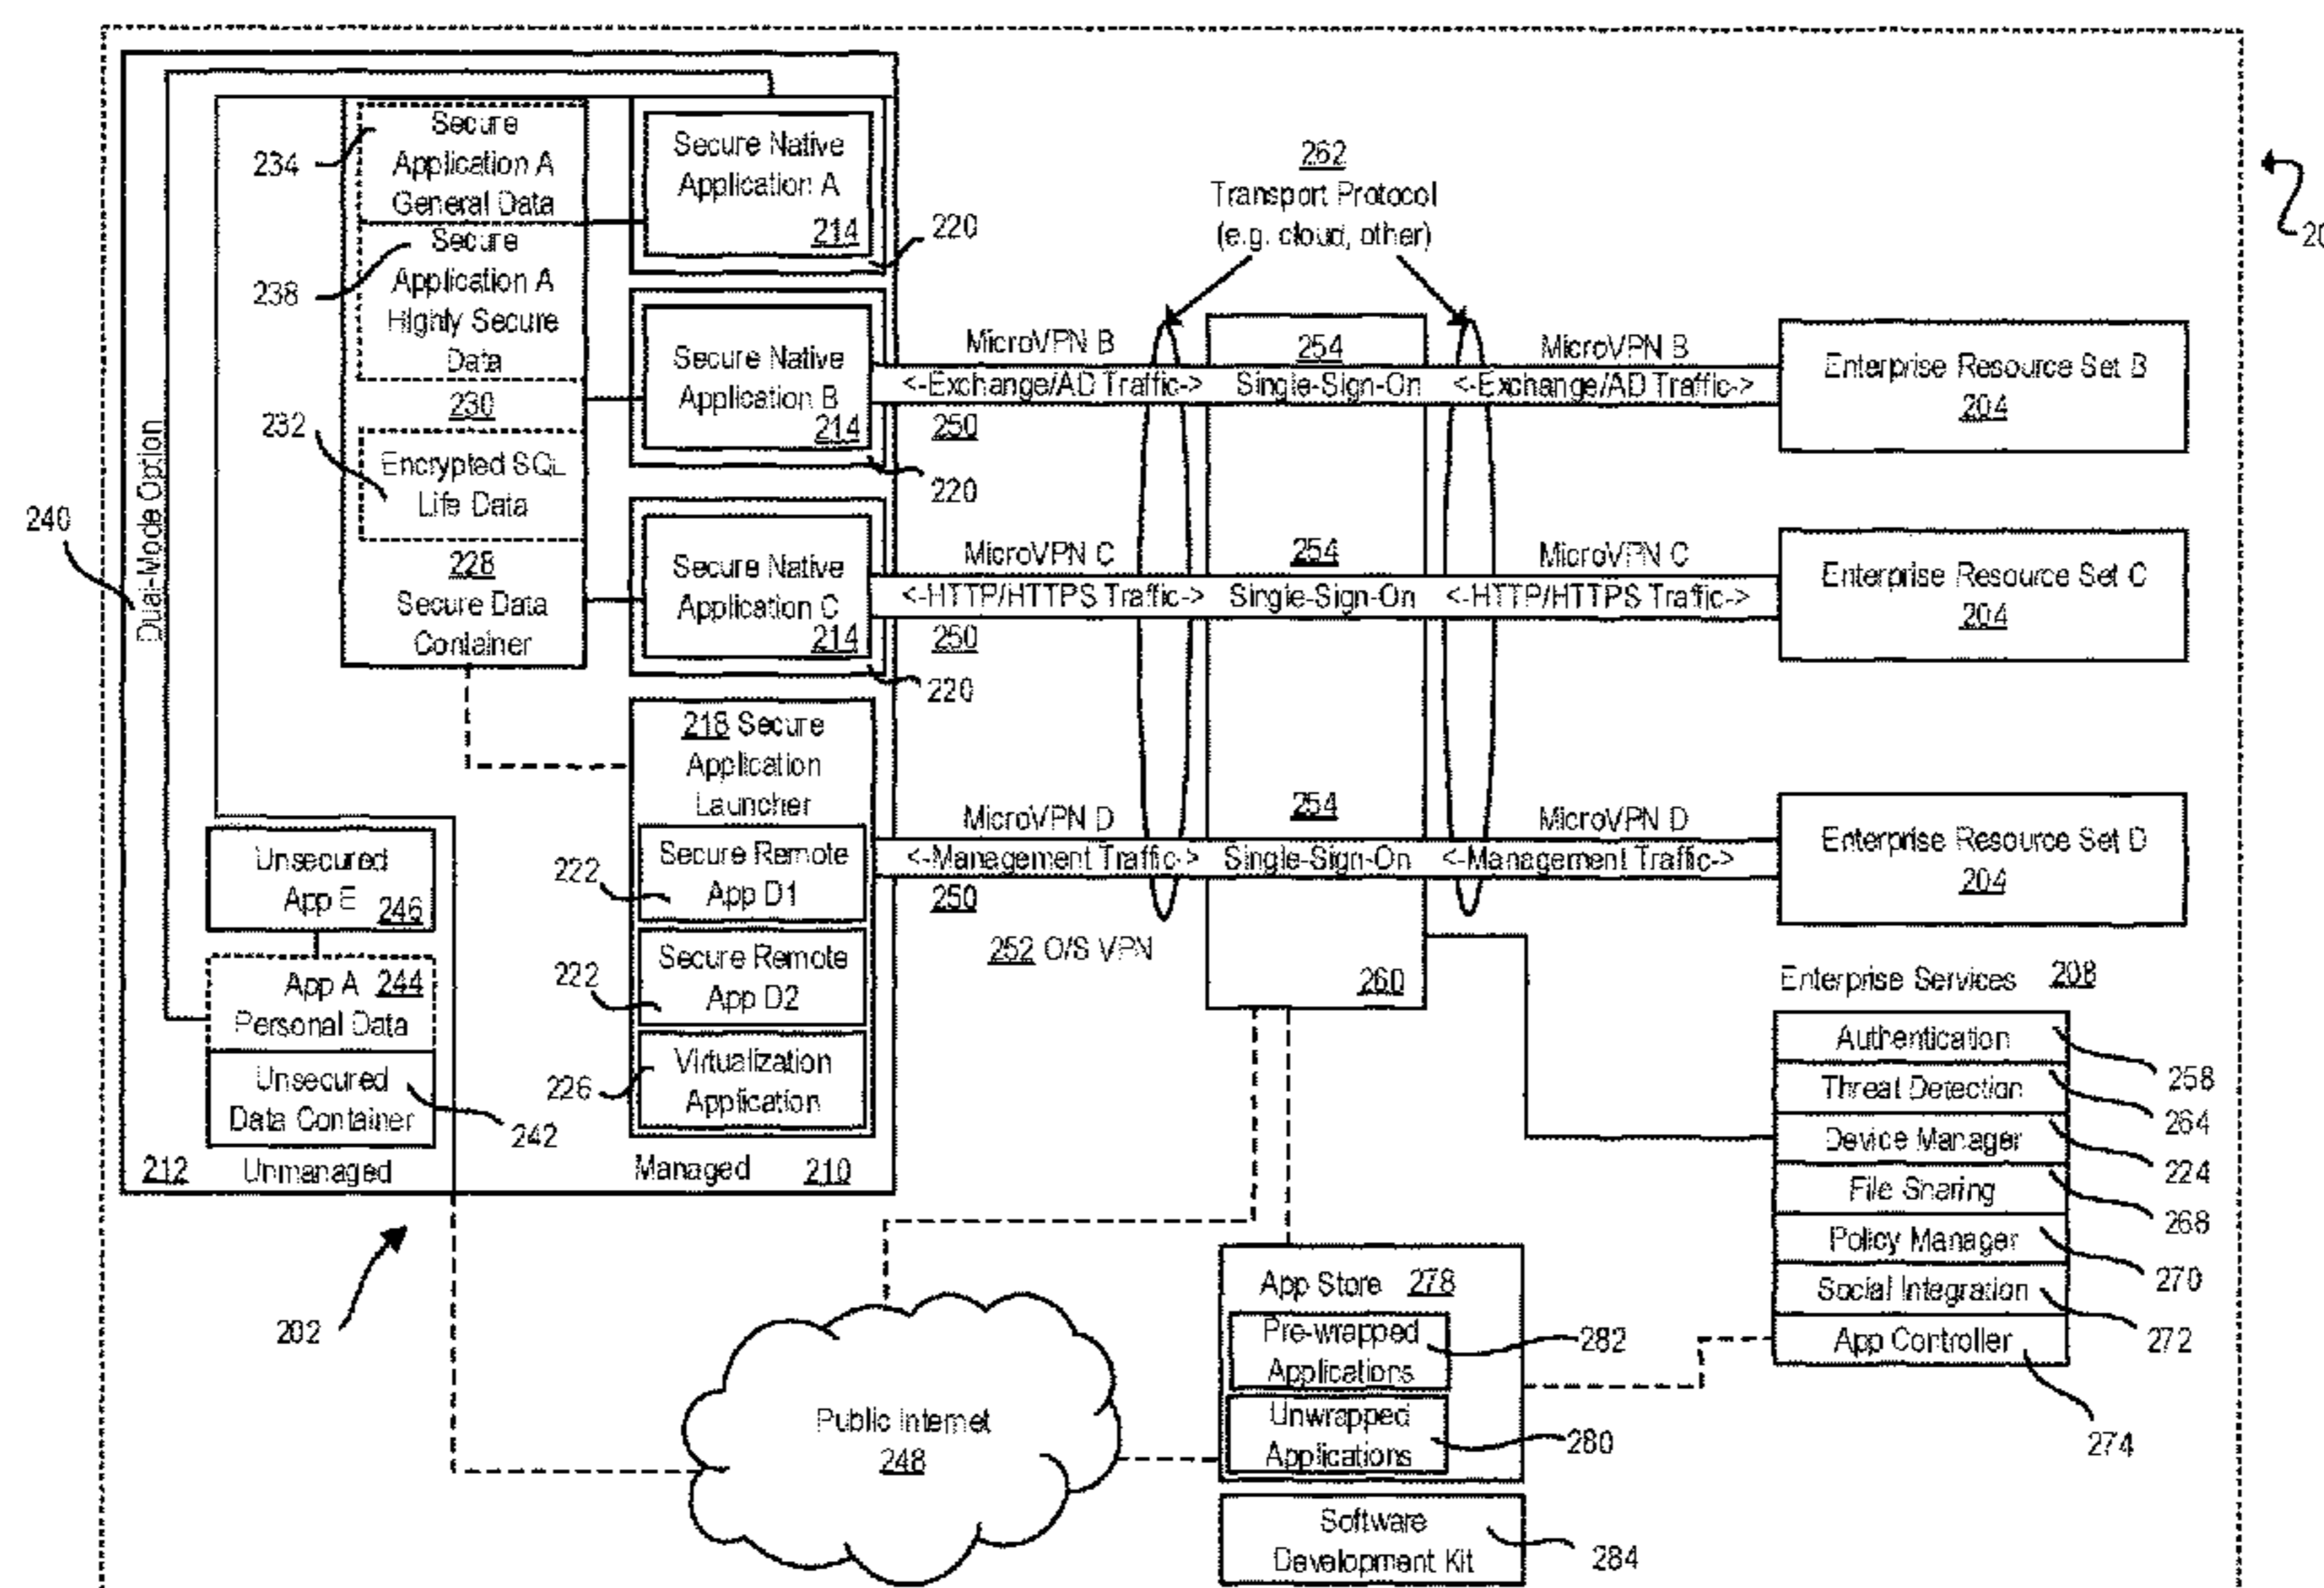 Secure
Application A
General Data
234
Secure
Application A
Highly Secure
Data
238
230
232
Encrypted SQL
Life Data
228
Secure Data
Container
240
Dual-Mode Option
Secure Native
Application A
214
220
Secure Native
Application B
214
220
Secure Native
Application C
214
220
218 Secure
Application
Launcher
Secure Remote
App D1
222
Secure Remote
App D2
222
Virtualization
Application
226
Unsecured
App E 246
App A 244
Personal Data
Unsecured
Data Container
242
212 Unmanaged
Managed 210
202
262
Transport Protocol
(e.g. cloud, other)
MicroVPN B
254
MicroVPN B
<-Exchange/AD Traffic-> Single-Sign-On <-Exchange/AD Traffic->
250
Enterprise Resource Set B
204
MicroVPN C
254
MicroVPN C
<-HTTP/HTTPS Traffic-> Single-Sign-On <-HTTP/HTTPS Traffic->
250
Enterprise Resource Set C
204
MicroVPN D
254
MicroVPN D
<-Management Traffic-> Single-Sign-On <-Management Traffic->
250
Enterprise Resource Set D
204
252 O/S VPN
260
Enterprise Services 208
Authentication
258
Threat Detection
264
Device Manager
224
File Sharing
268
Policy Manager
270
Social Integration
272
App Controller
274
App Store 278
Pre-wrapped
Applications
282
Unwrapped
Applications
280
Software
Development Kit
284
Public Internet
248